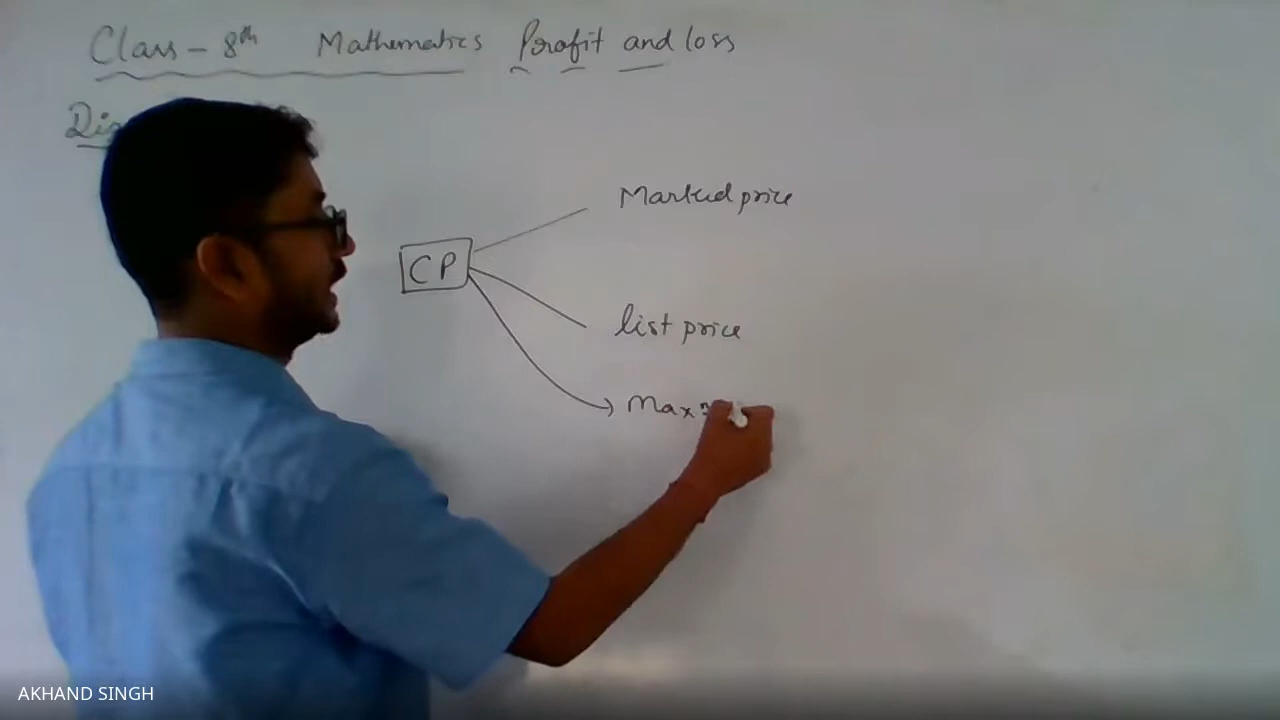 Class - 8th Mathematics Profit and loss
Marked price
CP
list price
Max
AKHAND SINGH